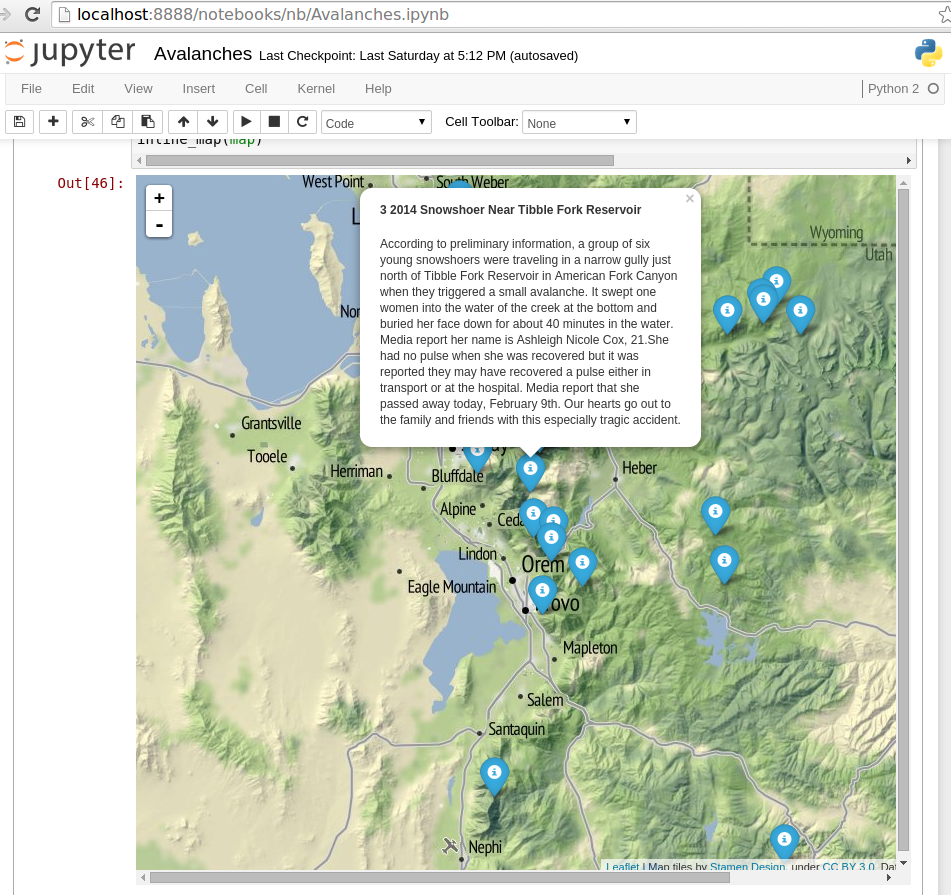 localhost:8888/notebooks/nb/Avalanches.ipynb
jupyter Avalanches Last Checkpoint: Last Saturday at 5:12 PM (autosaved)
File Edit View Insert Cell Kernel Help Python 2
Code Cell Toolbar: None
inline_map(map)
Out[46]:
+
-
West Point
South Weber
×
3 2014 Snowshoer Near Tibble Fork Reservoir
According to preliminary information, a group of six
young snowshoers were traveling in a narrow gully just
north of Tibble Fork Reservoir in American Fork Canyon
when they triggered a small avalanche. It swept one
women into the water of the creek at the bottom and
buried her face down for about 40 minutes in the water.
Media report her name is Ashleigh Nicole Cox, 21.She
had no pulse when she was recovered but it was
reported they may have recovered a pulse either in
transport or at the hospital. Media report that she
passed away today, February 9th. Our hearts go out to
the family and friends with this especially tragic accident.
Wyoming
Utah
Grantsville
Tooele
Herriman
Bluffdale
Heber
Alpine
Lindon
Orem
Eagle Mountain
Mapleton
Salem
Santaquin
Nephi
Leaflet | Map tiles by Stamen Design, under CC BY 3.0.